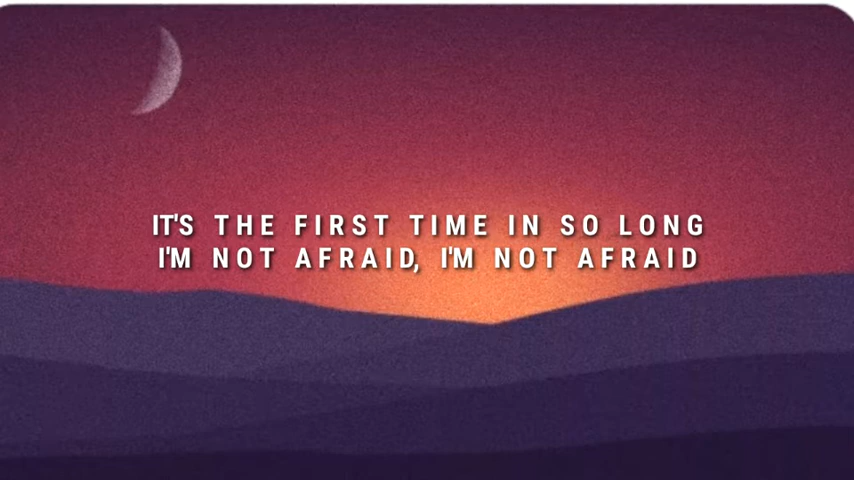 IT'S THE FIRST TIME IN SO LONG
I'M NOT AFRAID, I'M NOT AFRAID